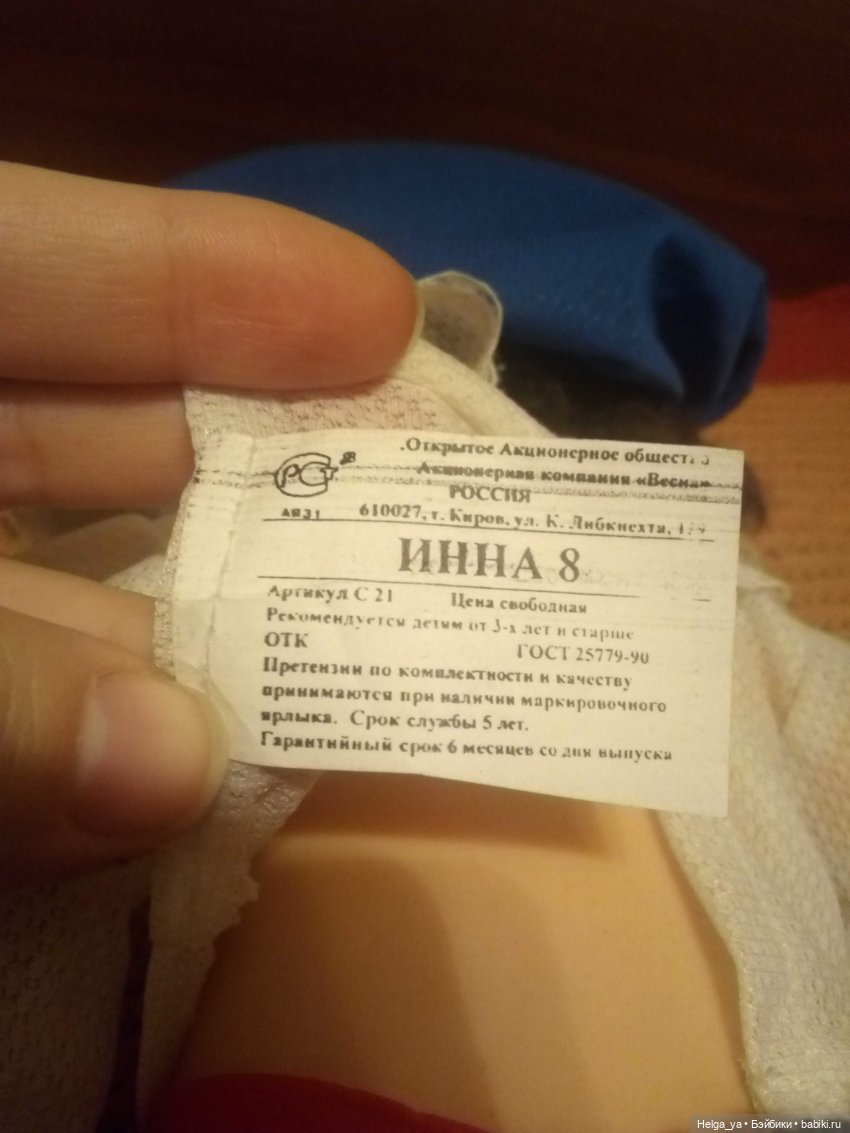 .Открытое Акционерное
Акционерная компания «Весна»
РОССИЯ
РСТ
АЯ31
610027, г. Киров, ул. К. Либкнехта,
ИННА 8
Артикул С 21 Цена свободная
Рекомендуется детям от 3-х лет и старше
ОТК ГОСТ 25779-90
Претензии по комплектности и качеству
принимаются при наличии маркировочного
ярлыка. Срок службы 5 лет.
Гарантийный срок 6 месяцев со дня выпуска
Helga_ya • Бэйбики • babiki.ru